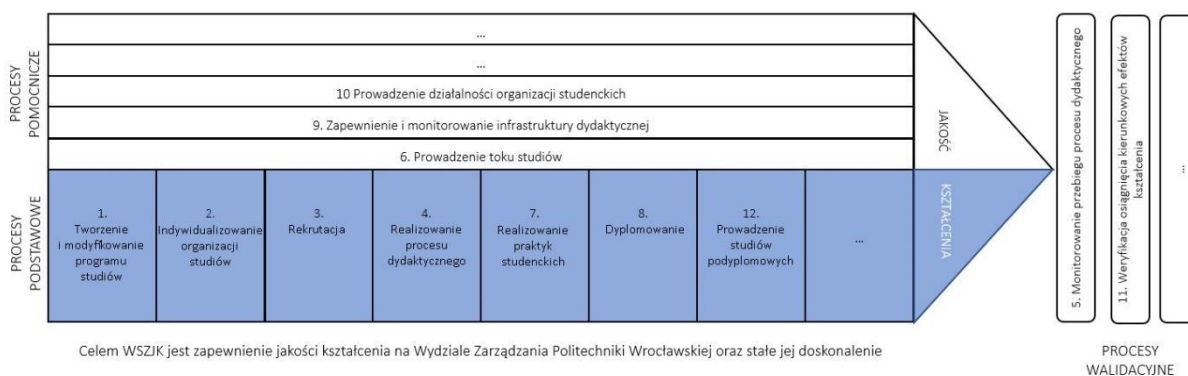 PROCESY
POMOCNICZE
...
...
10 Prowadzenie działalności organizacji studenckich
9. Zapewnienie i monitorowanie infrastruktury dydaktycznej
6. Prowadzenie toku studiów
PROCESY
PODSTAWOWE
1.
Tworzenie
i modyfikowanie
programu
studiów
2.
Indywidualizowanie
organizacji
studiów
3.
Rekrutacja
4.
Realizowanie
procesu
dydaktycznego
7.
Realizowanie
praktyk
studenckich
8.
Dyplomowanie
12.
Prowadzenie
studiów
podyplomowych
...
JAKOŚĆ
KSZTAŁCENIA
5. Monitorowanie przebiegu procesu dydaktycznego
11. Weryfikacja osiągnięcia kierunkowych efektów
kształcenia
...
Celem WSZJK jest zapewnienie jakości kształcenia na Wydziale Zarządzania Politechniki Wrocławskiej oraz stałe jej doskonalenie
PROCESY
WALIDACYJNE